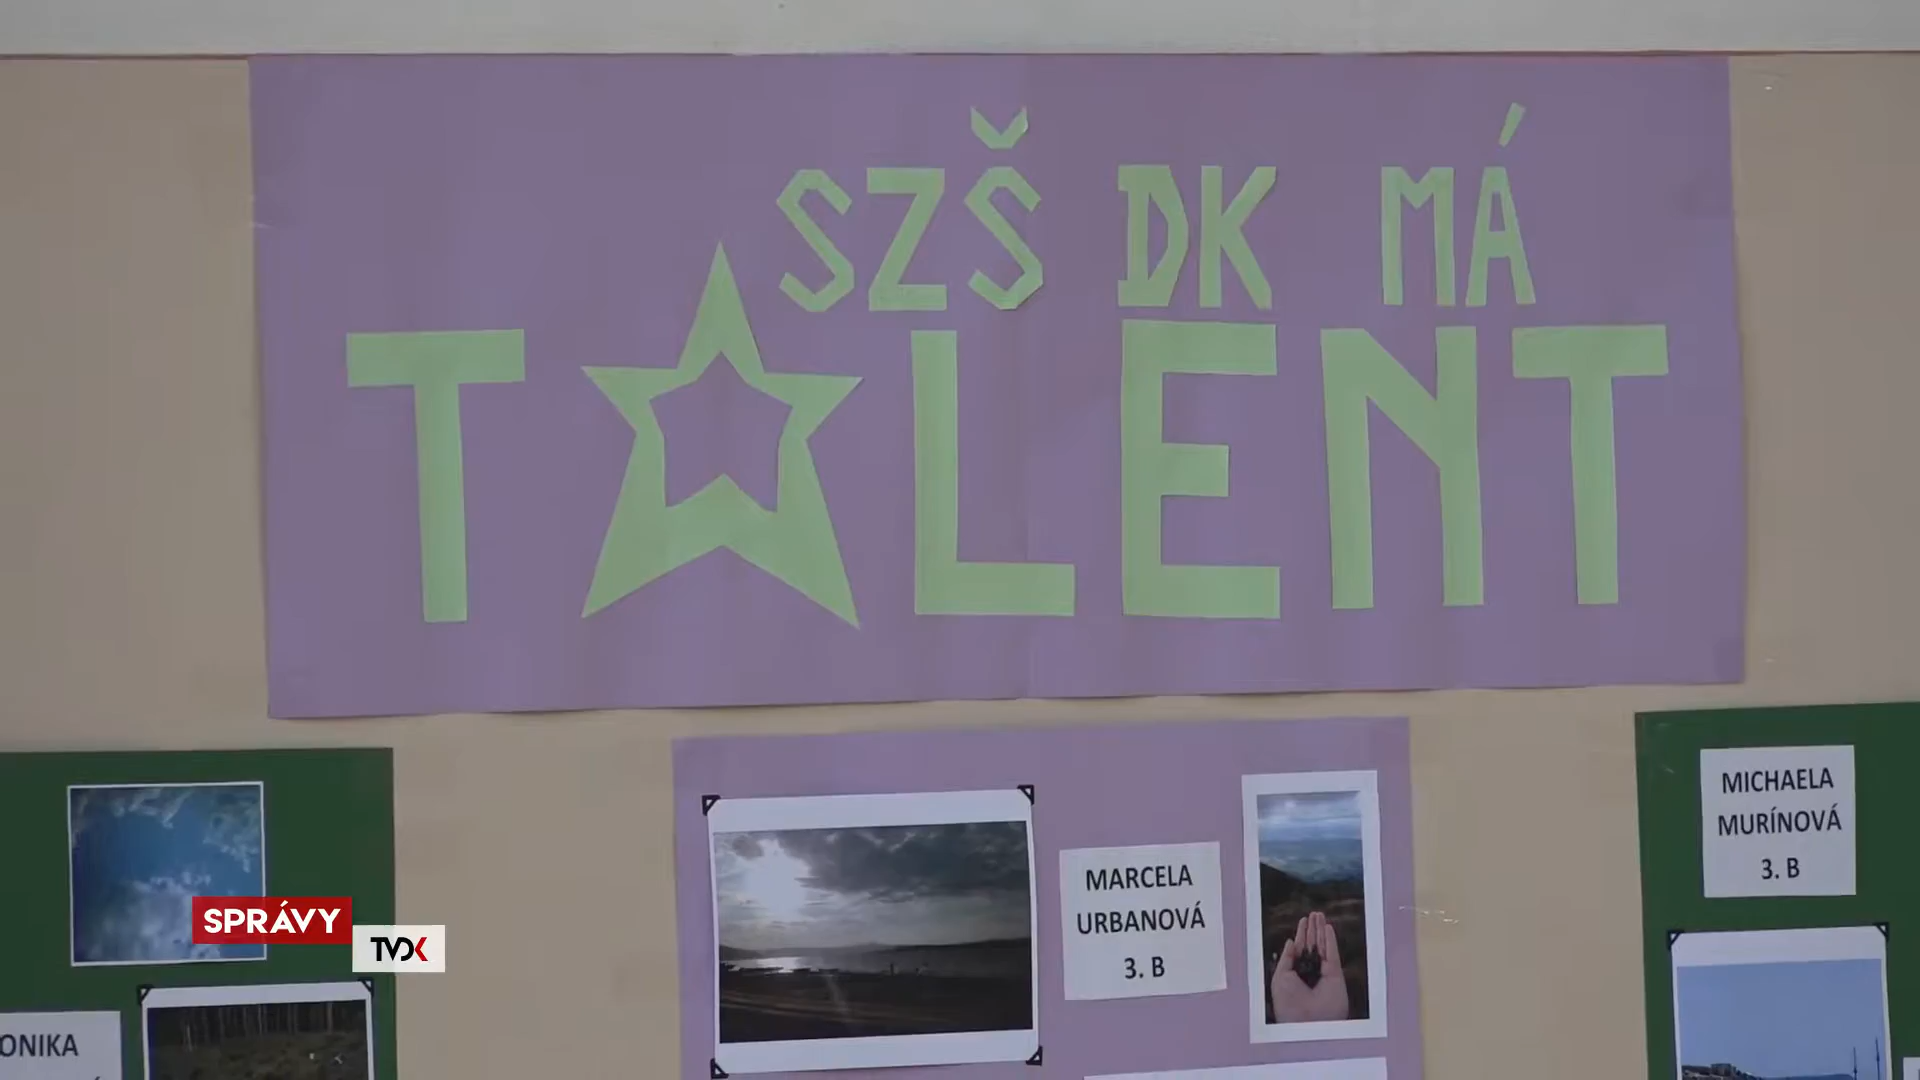 SZŠ DK MÁ
TALENT
MICHAELA
MURÍNOVÁ
3. B
MARCELA
URBANOVÁ
3. B
SPRÁVY
TVDK
ONIKA